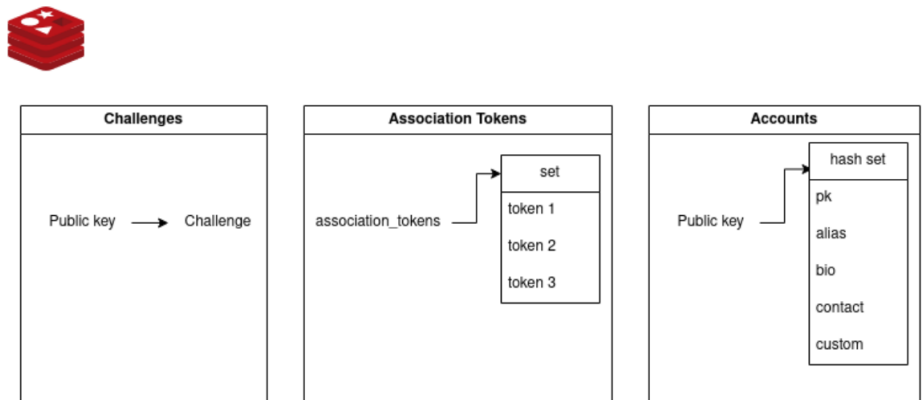 Challenges
Public key
Challenge
Association Tokens
association_tokens
set
token 1
token 2
token 3
Accounts
Public key
hash set
pk
alias
bio
contact
custom